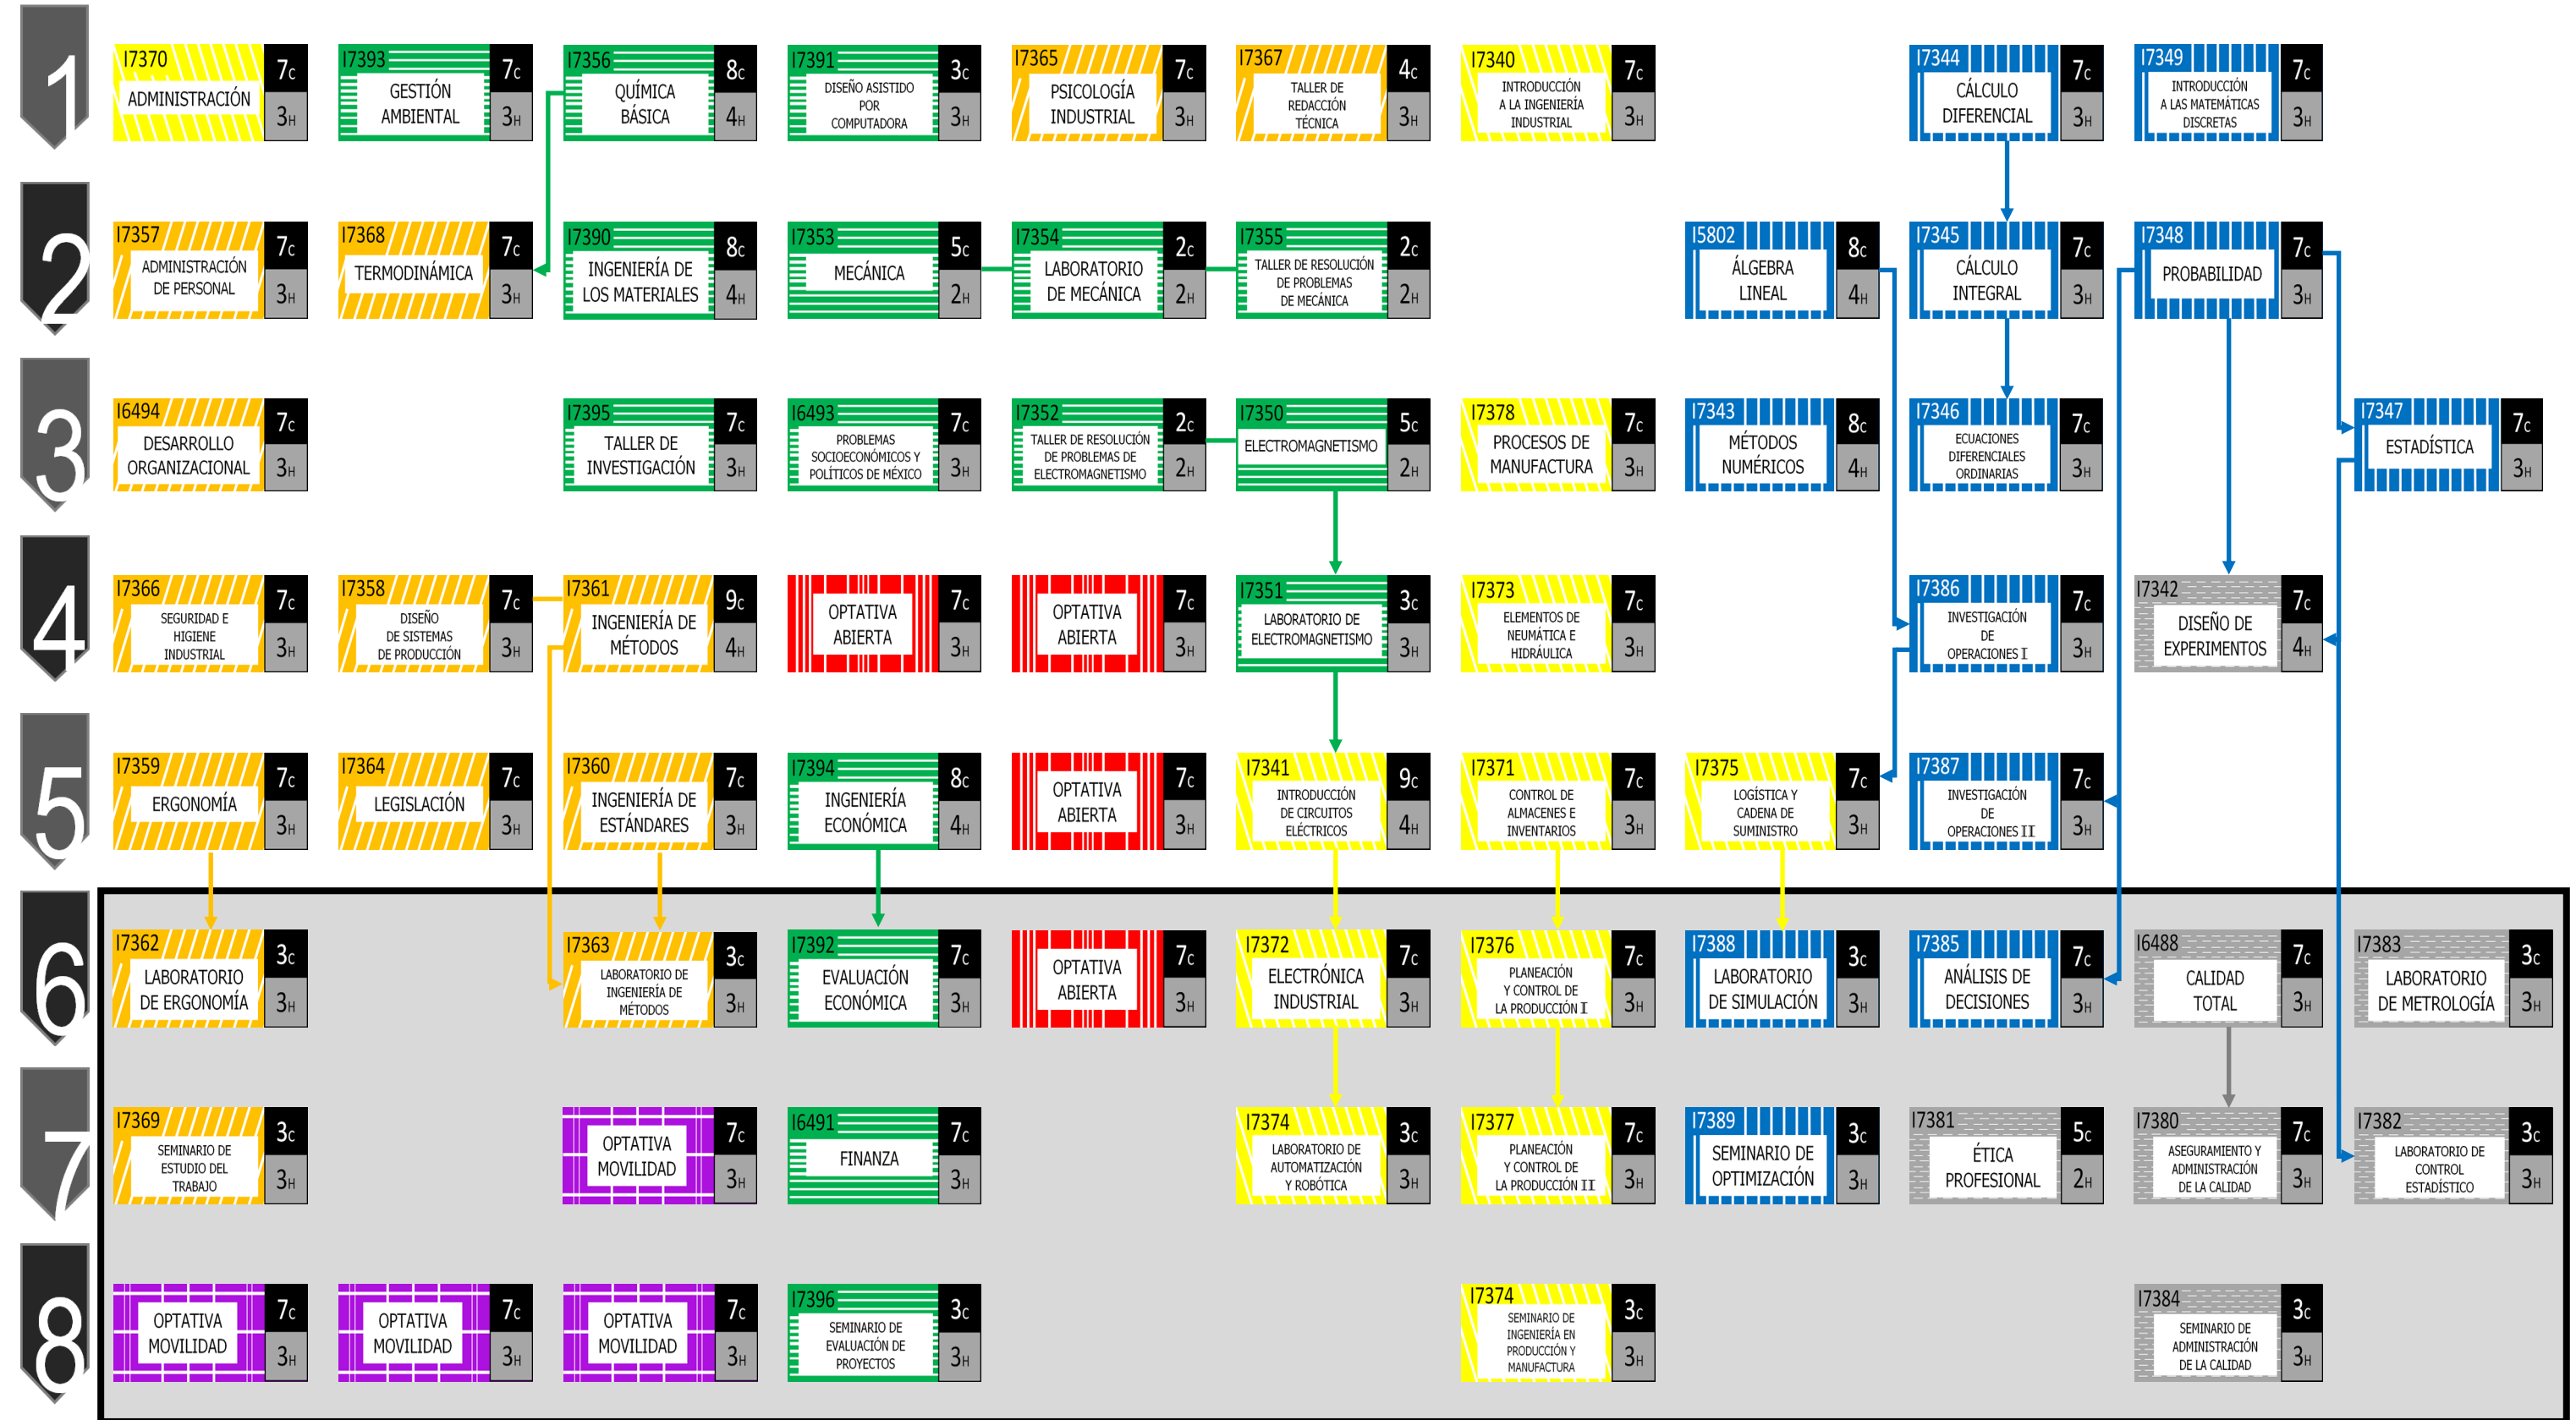 1
I7370
ADMINISTRACIÓN
7C
3H
I7393
GESTIÓN
AMBIENTAL
7C
3H
I7356
QUÍMICA
BÁSICA
8C
4H
I7391
DISEÑO ASISTIDO
POR
COMPUTADORA
3C
3H
I7365
PSICOLOGÍA
INDUSTRIAL
7C
3H
I7367
TALLER DE
REDACCIÓN
TÉCNICA
4C
3H
I7340
INTRODUCCIÓN
A LA INGENIERÍA
INDUSTRIAL
7C
3H
I7344
CÁLCULO
DIFERENCIAL
7C
3H
I7349
INTRODUCCIÓN
A LAS MATEMÁTICAS
DISCRETAS
7C
3H
2
I7357
ADMINISTRACIÓN
DE PERSONAL
7C
3H
I7368
TERMODINÁMICA
7C
3H
I7390
INGENIERÍA DE
LOS MATERIALES
8C
4H
I7353
MECÁNICA
5C
2H
I7354
LABORATORIO
DE MECÁNICA
2C
2H
I7355
TALLER DE RESOLUCIÓN
DE PROBLEMAS
DE MECÁNICA
2C
2H
I5802
ÁLGEBRA
LINEAL
8C
4H
I7345
CÁLCULO
INTEGRAL
7C
3H
I7348
PROBABILIDAD
7C
3H
3
I6494
DESARROLLO
ORGANIZACIONAL
7C
3H
I7395
TALLER DE
INVESTIGACIÓN
7C
3H
I6493
PROBLEMAS
SOCIOECONÓMICOS Y
POLÍTICOS DE MÉXICO
7C
3H
I7352
TALLER DE RESOLUCIÓN
DE PROBLEMAS DE
ELECTROMAGNETISMO
2C
2H
I7350
ELECTROMAGNETISMO
5C
2H
I7378
PROCESOS DE
MANUFACTURA
7C
3H
I7343
MÉTODOS
NUMÉRICOS
8C
4H
I7346
ECUACIONES
DIFERENCIALES
ORDINARIAS
7C
3H
I7347
ESTADÍSTICA
7C
3H
4
I7366
SEGURIDAD E
HIGIENE
INDUSTRIAL
7C
3H
I7358
DISEÑO
DE SISTEMAS
DE PRODUCCIÓN
7C
3H
I7361
INGENIERÍA DE
MÉTODOS
9C
4H
OPTATIVA
ABIERTA
7C
3H
OPTATIVA
ABIERTA
7C
3H
I7351
LABORATORIO DE
ELECTROMAGNETISMO
3C
3H
I7373
ELEMENTOS DE
NEUMÁTICA E
HIDRÁULICA
7C
3H
I7386
INVESTIGACIÓN
DE
OPERACIONES I
7C
3H
I7342
DISEÑO DE
EXPERIMENTOS
7C
4H
5
I7359
ERGONOMÍA
7C
3H
I7364
LEGISLACIÓN
7C
3H
I7360
INGENIERÍA DE
ESTÁNDARES
7C
3H
I7394
INGENIERÍA
ECONÓMICA
8C
4H
OPTATIVA
ABIERTA
7C
3H
I7341
INTRODUCCIÓN
DE CIRCUITOS
ELÉCTRICOS
9C
4H
I7371
CONTROL DE
ALMACENES E
INVENTARIOS
7C
3H
I7375
LOGÍSTICA Y
CADENA DE
SUMINISTRO
7C
3H
I7387
INVESTIGACIÓN
DE
OPERACIONES II
7C
3H
6
I7362
LABORATORIO
DE ERGONOMÍA
3C
3H
I7363
LABORATORIO DE
INGENIERÍA DE
MÉTODOS
3C
3H
I7392
EVALUACIÓN
ECONÓMICA
7C
3H
OPTATIVA
ABIERTA
7C
3H
I7372
ELECTRÓNICA
INDUSTRIAL
7C
3H
I7376
PLANEACIÓN
Y CONTROL DE
LA PRODUCCIÓN I
7C
3H
I7388
LABORATORIO
DE SIMULACIÓN
3C
3H
I7385
ANÁLISIS DE
DECISIONES
7C
3H
I6488
CALIDAD
TOTAL
7C
3H
I7383
LABORATORIO
DE METROLOGÍA
3C
3H
7
I7369
SEMINARIO DE
ESTUDIO DEL
TRABAJO
3C
3H
OPTATIVA
MOVILIDAD
7C
3H
I6491
FINANZA
7C
3H
I7374
LABORATORIO DE
AUTOMATIZACIÓN
Y ROBÓTICA
3C
3H
I7377
PLANEACIÓN
Y CONTROL DE
LA PRODUCCIÓN II
7C
3H
I7389
SEMINARIO DE
OPTIMIZACIÓN
3C
3H
I7381
ÉTICA
PROFESIONAL
5C
2H
I7380
ASEGURAMIENTO Y
ADMINISTRACIÓN
DE LA CALIDAD
7C
3H
I7382
LABORATORIO DE
CONTROL
ESTADÍSTICO
3C
3H
8
OPTATIVA
MOVILIDAD
7C
3H
OPTATIVA
MOVILIDAD
7C
3H
OPTATIVA
MOVILIDAD
7C
3H
I7396
SEMINARIO DE
EVALUACIÓN DE
PROYECTOS
3C
3H
I7374
SEMINARIO DE
INGENIERÍA EN
PRODUCCIÓN Y
MANUFACTURA
3C
3H
I7384
SEMINARIO DE
ADMINISTRACIÓN
DE LA CALIDAD
3C
3H